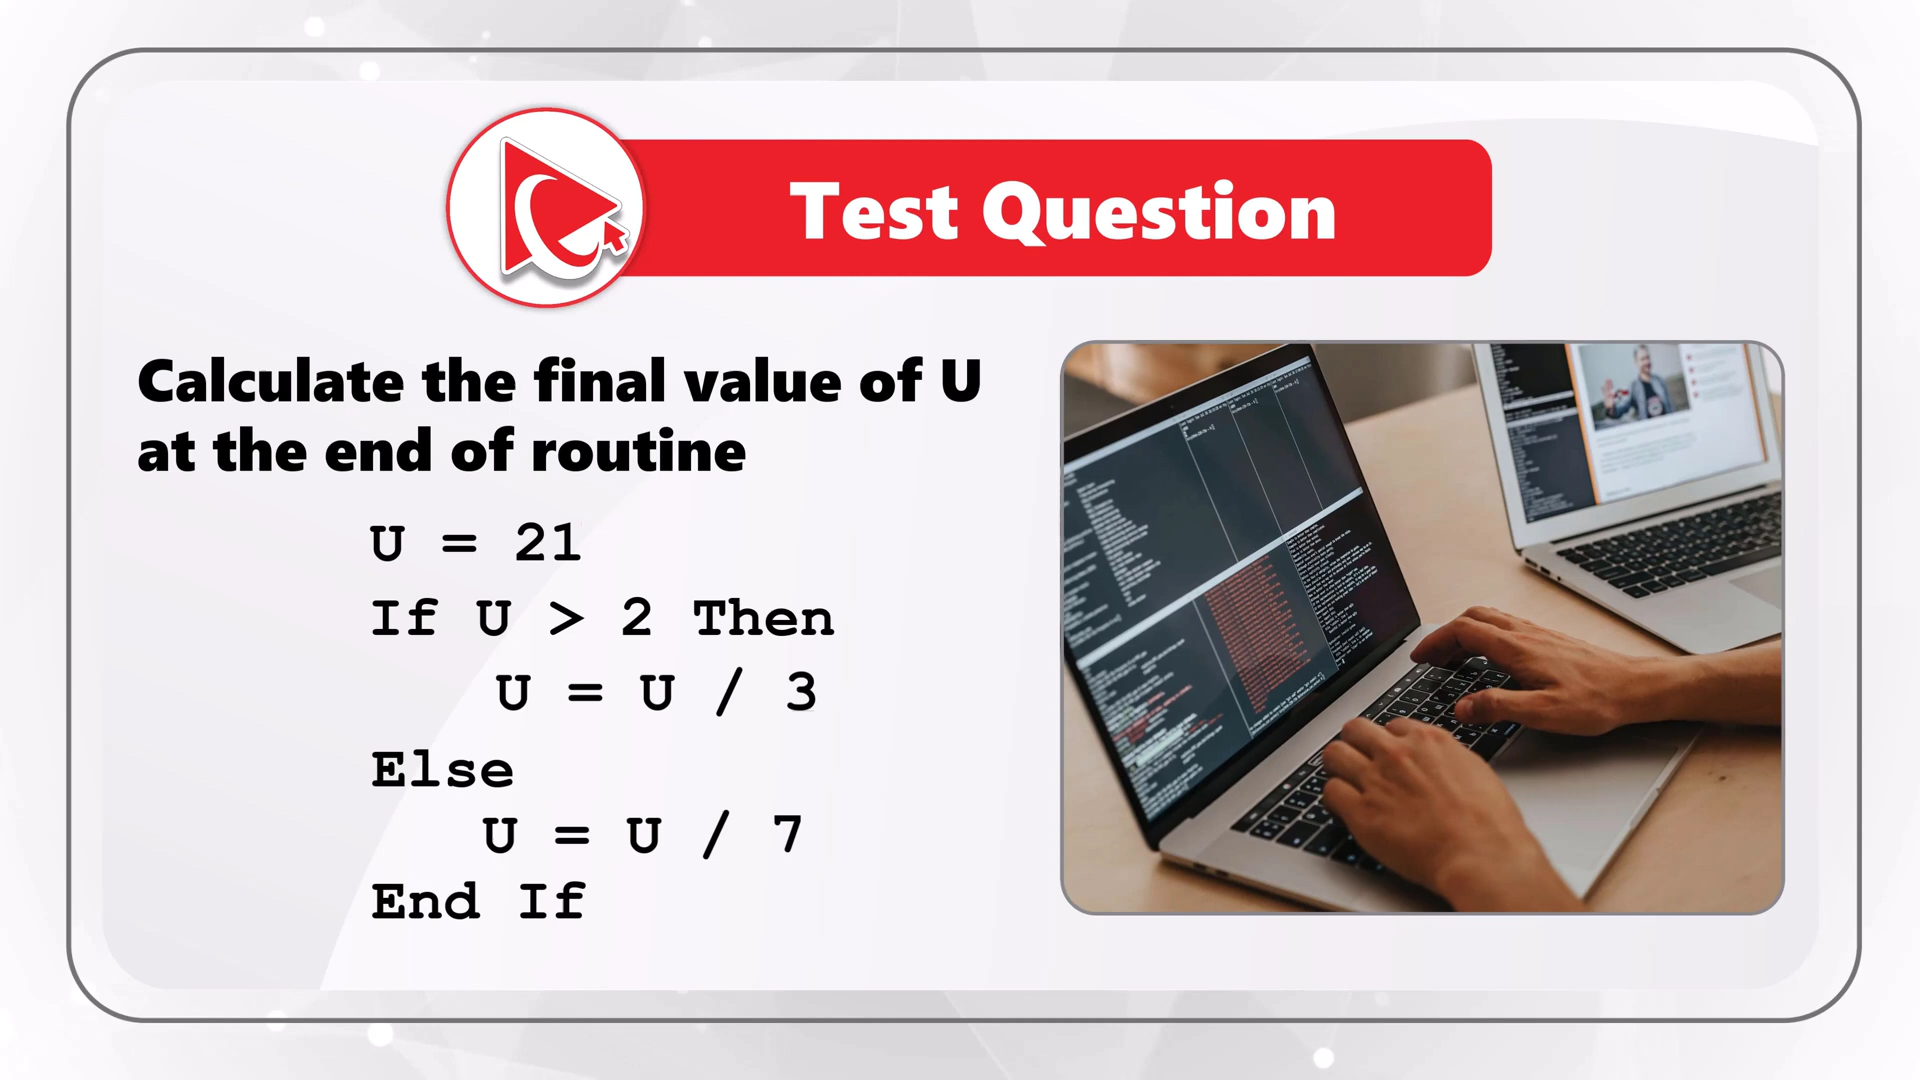 Test Question
Calculate the final value of U
at the end of routine
U = 21
If U > 2 Then
U = U / 3
Else
U = U / 7
End If